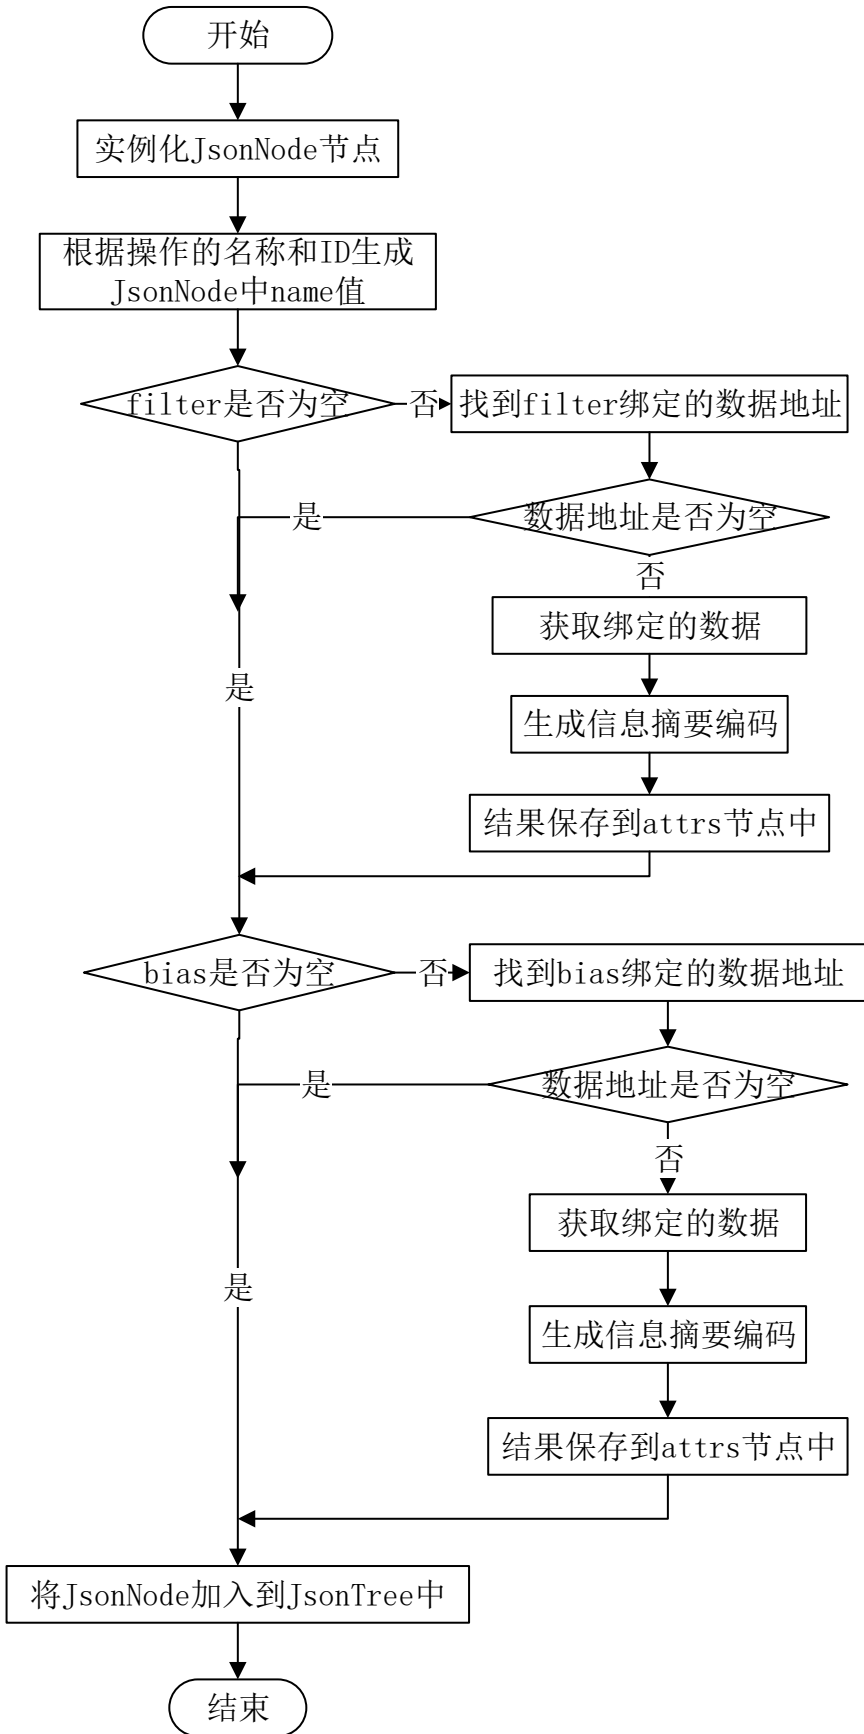 开始
实例化JsonNode节点
根据操作的名称和ID生成
JsonNode中name值
filter是否为空
否
找到filter绑定的数据地址
是
数据地址是否为空
否
获取绑定的数据
是
生成信息摘要编码
结果保存到attrs节点中
bias是否为空
否
找到bias绑定的数据地址
是
数据地址是否为空
否
获取绑定的数据
是
生成信息摘要编码
结果保存到attrs节点中
将JsonNode加入到JsonTree中
结束